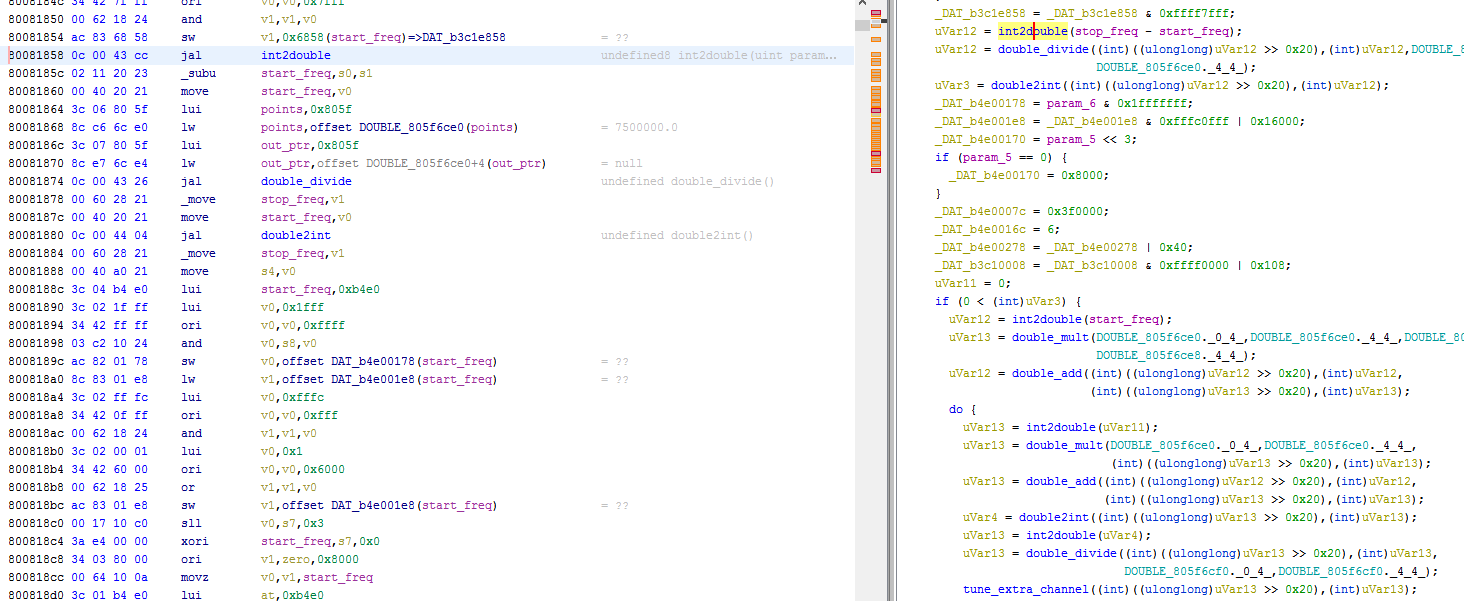 8008184c 34 42 7f ff ori v0,v0,0x7fff
80081850 00 62 18 24 and v1,v1,v0
80081854 ac 83 68 58 sw v1,0x6858(start_freq)=>DAT_b3c1e858 = ??
80081858 0c 00 43 cc jal int2double undefined8 int2double(uint param...
8008185c 02 11 20 23 _subu start_freq,s0,s1
80081860 00 40 20 21 move start_freq,v0
80081864 3c 06 80 5f lui points,0x805f
80081868 8c c6 6c e0 lw points,offset DOUBLE_805f6ce0(points) = 7500000.0
8008186c 3c 07 80 5f lui out_ptr,0x805f
80081870 8c e7 6c e4 lw out_ptr,offset DOUBLE_805f6ce0+4(out_ptr) = null
80081874 0c 00 43 26 jal double_divide undefined double_divide()
80081878 00 60 28 21 _move stop_freq,v1
8008187c 00 40 20 21 move start_freq,v0
80081880 0c 00 44 04 jal double2int undefined double2int()
80081884 00 60 28 21 _move stop_freq,v1
80081888 00 40 a0 21 move s4,v0
8008188c 3c 04 b4 e0 lui start_freq,0xb4e0
80081890 3c 02 1f ff lui v0,0x1fff
80081894 34 42 ff ff ori v0,v0,0xffff
80081898 03 c2 10 24 and v0,s8,v0
8008189c ac 82 01 78 sw v0,offset DAT_b4e00178(start_freq) = ??
800818a0 8c 83 01 e8 lw v1,offset DAT_b4e001e8(start_freq) = ??
800818a4 3c 02 ff fc lui v0,0xfffc
800818a8 34 42 0f ff ori v0,v0,0xfff
800818ac 00 62 18 24 and v1,v1,v0
800818b0 3c 02 00 01 lui v0,0x1
800818b4 34 42 60 00 ori v0,v0,0x6000
800818b8 00 62 18 25 or v1,v1,v0
800818bc ac 83 01 e8 sw v1,offset DAT_b4e001e8(start_freq) = ??
800818c0 00 17 10 c0 sll v0,s7,0x3
800818c4 3a e4 00 00 xori start_freq,s7,0x0
800818c8 34 03 80 00 ori v1,zero,0x8000
800818cc 00 64 10 0a movz v0,v1,start_freq
800818d0 3c 01 b4 e0 lui at,0xb4e0
_DAT_b3c1e858 = _DAT_b3c1e858 & 0xffff7fff;
uVar12 = int2double(stop_freq - start_freq);
uVar12 = double_divide((int)((ulonglong)uVar12 >> 0x20),(int)uVar12,DOUBLE_8
DOUBLE_805f6ce0._4_4_);
uVar3 = double2int((int)((ulonglong)uVar12 >> 0x20),(int)uVar12);
_DAT_b4e00178 = param_6 & 0x1fffffff;
_DAT_b4e001e8 = _DAT_b4e001e8 & 0xfffc0fff | 0x16000;
_DAT_b4e00170 = param_5 << 3;
if (param_5 == 0) {
_DAT_b4e00170 = 0x8000;
}
_DAT_b4e0007c = 0x3f0000;
_DAT_b4e0016c = 6;
_DAT_b4e00278 = _DAT_b4e00278 | 0x40;
_DAT_b3c10008 = _DAT_b3c10008 & 0xffff0000 | 0x108;
uVar11 = 0;
if (0 < (int)uVar3) {
uVar12 = int2double(start_freq);
uVar13 = double_mult(DOUBLE_805f6ce0._0_4_,DOUBLE_805f6ce0._4_4_,DOUBLE_80
DOUBLE_805f6ce8._4_4_);
uVar12 = double_add((int)((ulonglong)uVar12 >> 0x20),(int)uVar12,
(int)((ulonglong)uVar13 >> 0x20),(int)uVar13);
do {
uVar13 = int2double(uVar11);
uVar13 = double_mult(DOUBLE_805f6ce0._0_4_,DOUBLE_805f6ce0._4_4_,
(int)((ulonglong)uVar13 >> 0x20),(int)uVar13);
uVar13 = double_add((int)((ulonglong)uVar12 >> 0x20),(int)uVar12,
(int)((ulonglong)uVar13 >> 0x20),(int)uVar13);
uVar4 = double2int((int)((ulonglong)uVar13 >> 0x20),(int)uVar13);
uVar13 = int2double(uVar4);
uVar13 = double_divide((int)((ulonglong)uVar13 >> 0x20),(int)uVar13,
DOUBLE_805f6cf0._0_4_,DOUBLE_805f6cf0._4_4_);
tune_extra_channel((int)((ulonglong)uVar13 >> 0x20),(int)uVar13);